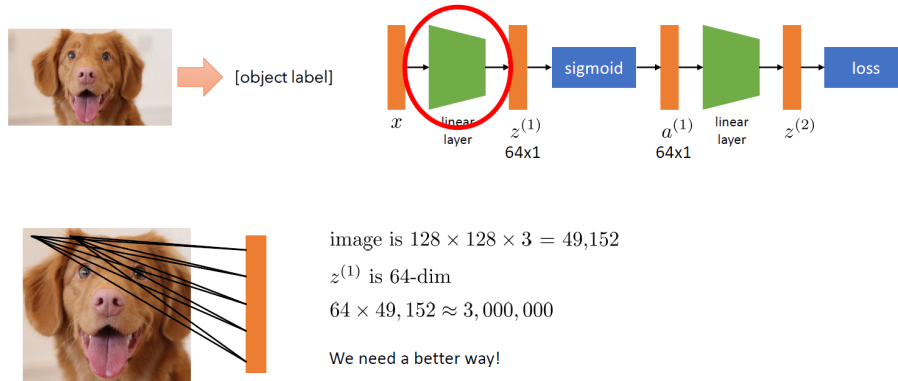 [object label]
sigmoid
loss
x
linear
layer
z^{(1)}
64x1
a^{(1)}
64x1
linear
layer
z^{(2)}
image is 128 × 128 × 3 = 49,152
z^{(1)} is 64-dim
64 × 49, 152 ≈ 3, 000, 000
We need a better way!